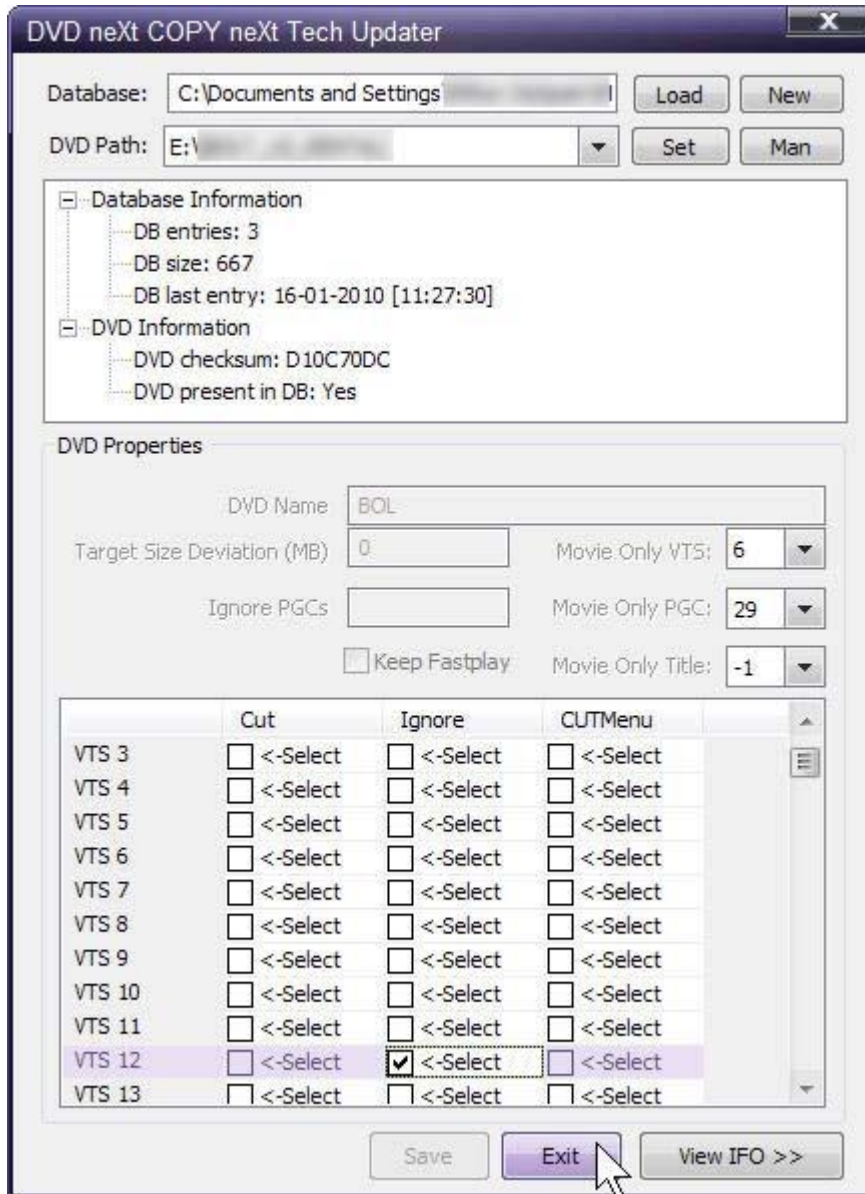 DVD neXt COPY neXt Tech Updater
X
Database: C:\Documents and Settings\ Load New
DVD Path: E:\ Set Man
Database Information
DB entries: 3
DB size: 667
DB last entry: 16-01-2010 [11:27:30]
DVD Information
DVD checksum: D10C70DC
DVD present in DB: Yes
DVD Properties
DVD Name BOL
Target Size Deviation (MB) 0 Movie Only VTS: 6
Ignore PGCs Movie Only PGC: 29
Keep Fastplay Movie Only Title: -1
Cut Ignore CUTMenu
VTS 3 <-Select <-Select <-Select
VTS 4 <-Select <-Select <-Select
VTS 5 <-Select <-Select <-Select
VTS 6 <-Select <-Select <-Select
VTS 7 <-Select <-Select <-Select
VTS 8 <-Select <-Select <-Select
VTS 9 <-Select <-Select <-Select
VTS 10 <-Select <-Select <-Select
VTS 11 <-Select <-Select <-Select
VTS 12 <-Select <-Select <-Select
VTS 13 <-Select <-Select <-Select
Save Exit View IFO >>